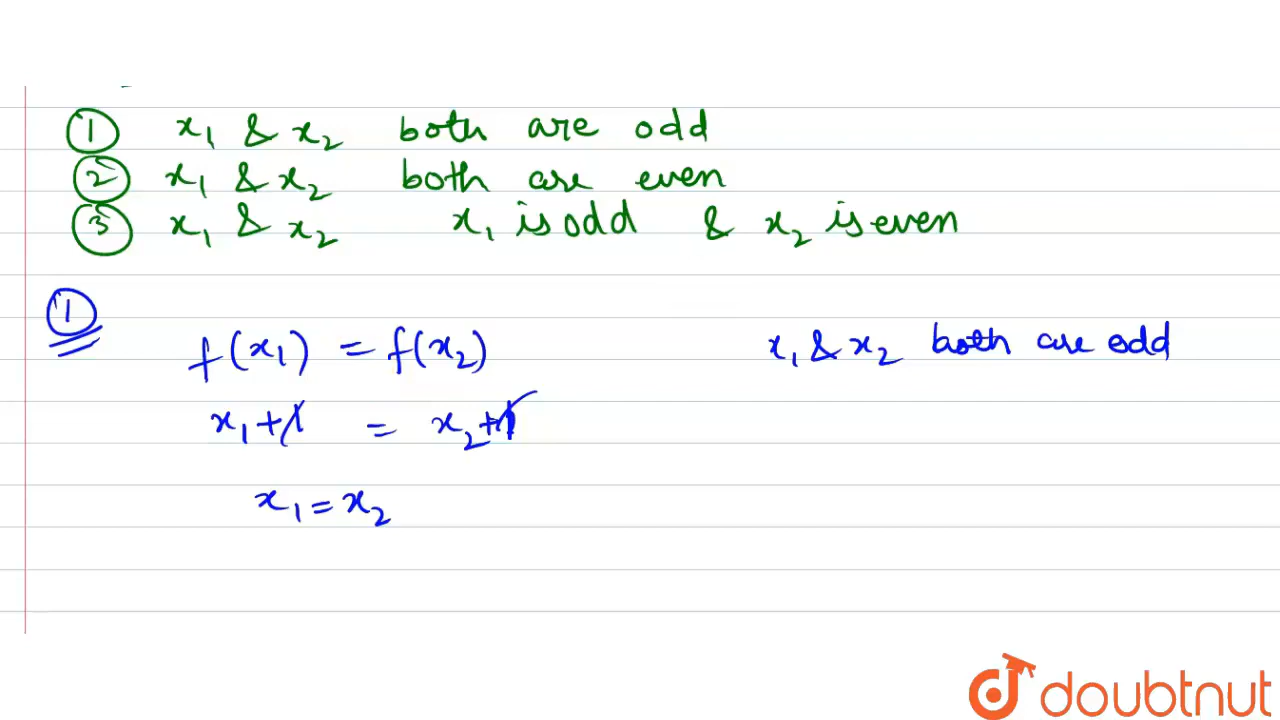 ① x₁ & x₂ both are odd
② x₁ & x₂ both are even
③ x₁ & x₂ x₁ is odd & x₂ is even
①
f(x₁) = f(x₂) x₁ & x₂ both are odd
x₁+1 = x₂+1
x₁ = x₂
doubtnut